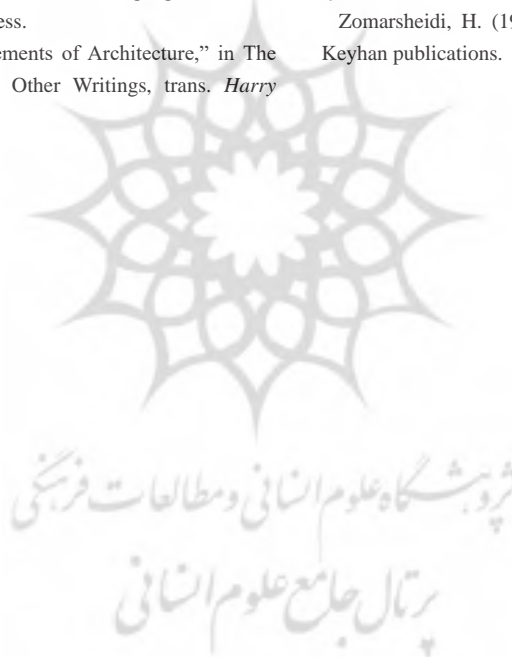 ess.
ements of Architecture,” in The
Other Writings, trans. Harry
Zomarsheidi, H. (19
Keyhan publications.
پژوهشگاه علوم انسانی و مطالعات فرهنگی
پرتال جامع علوم انسانی